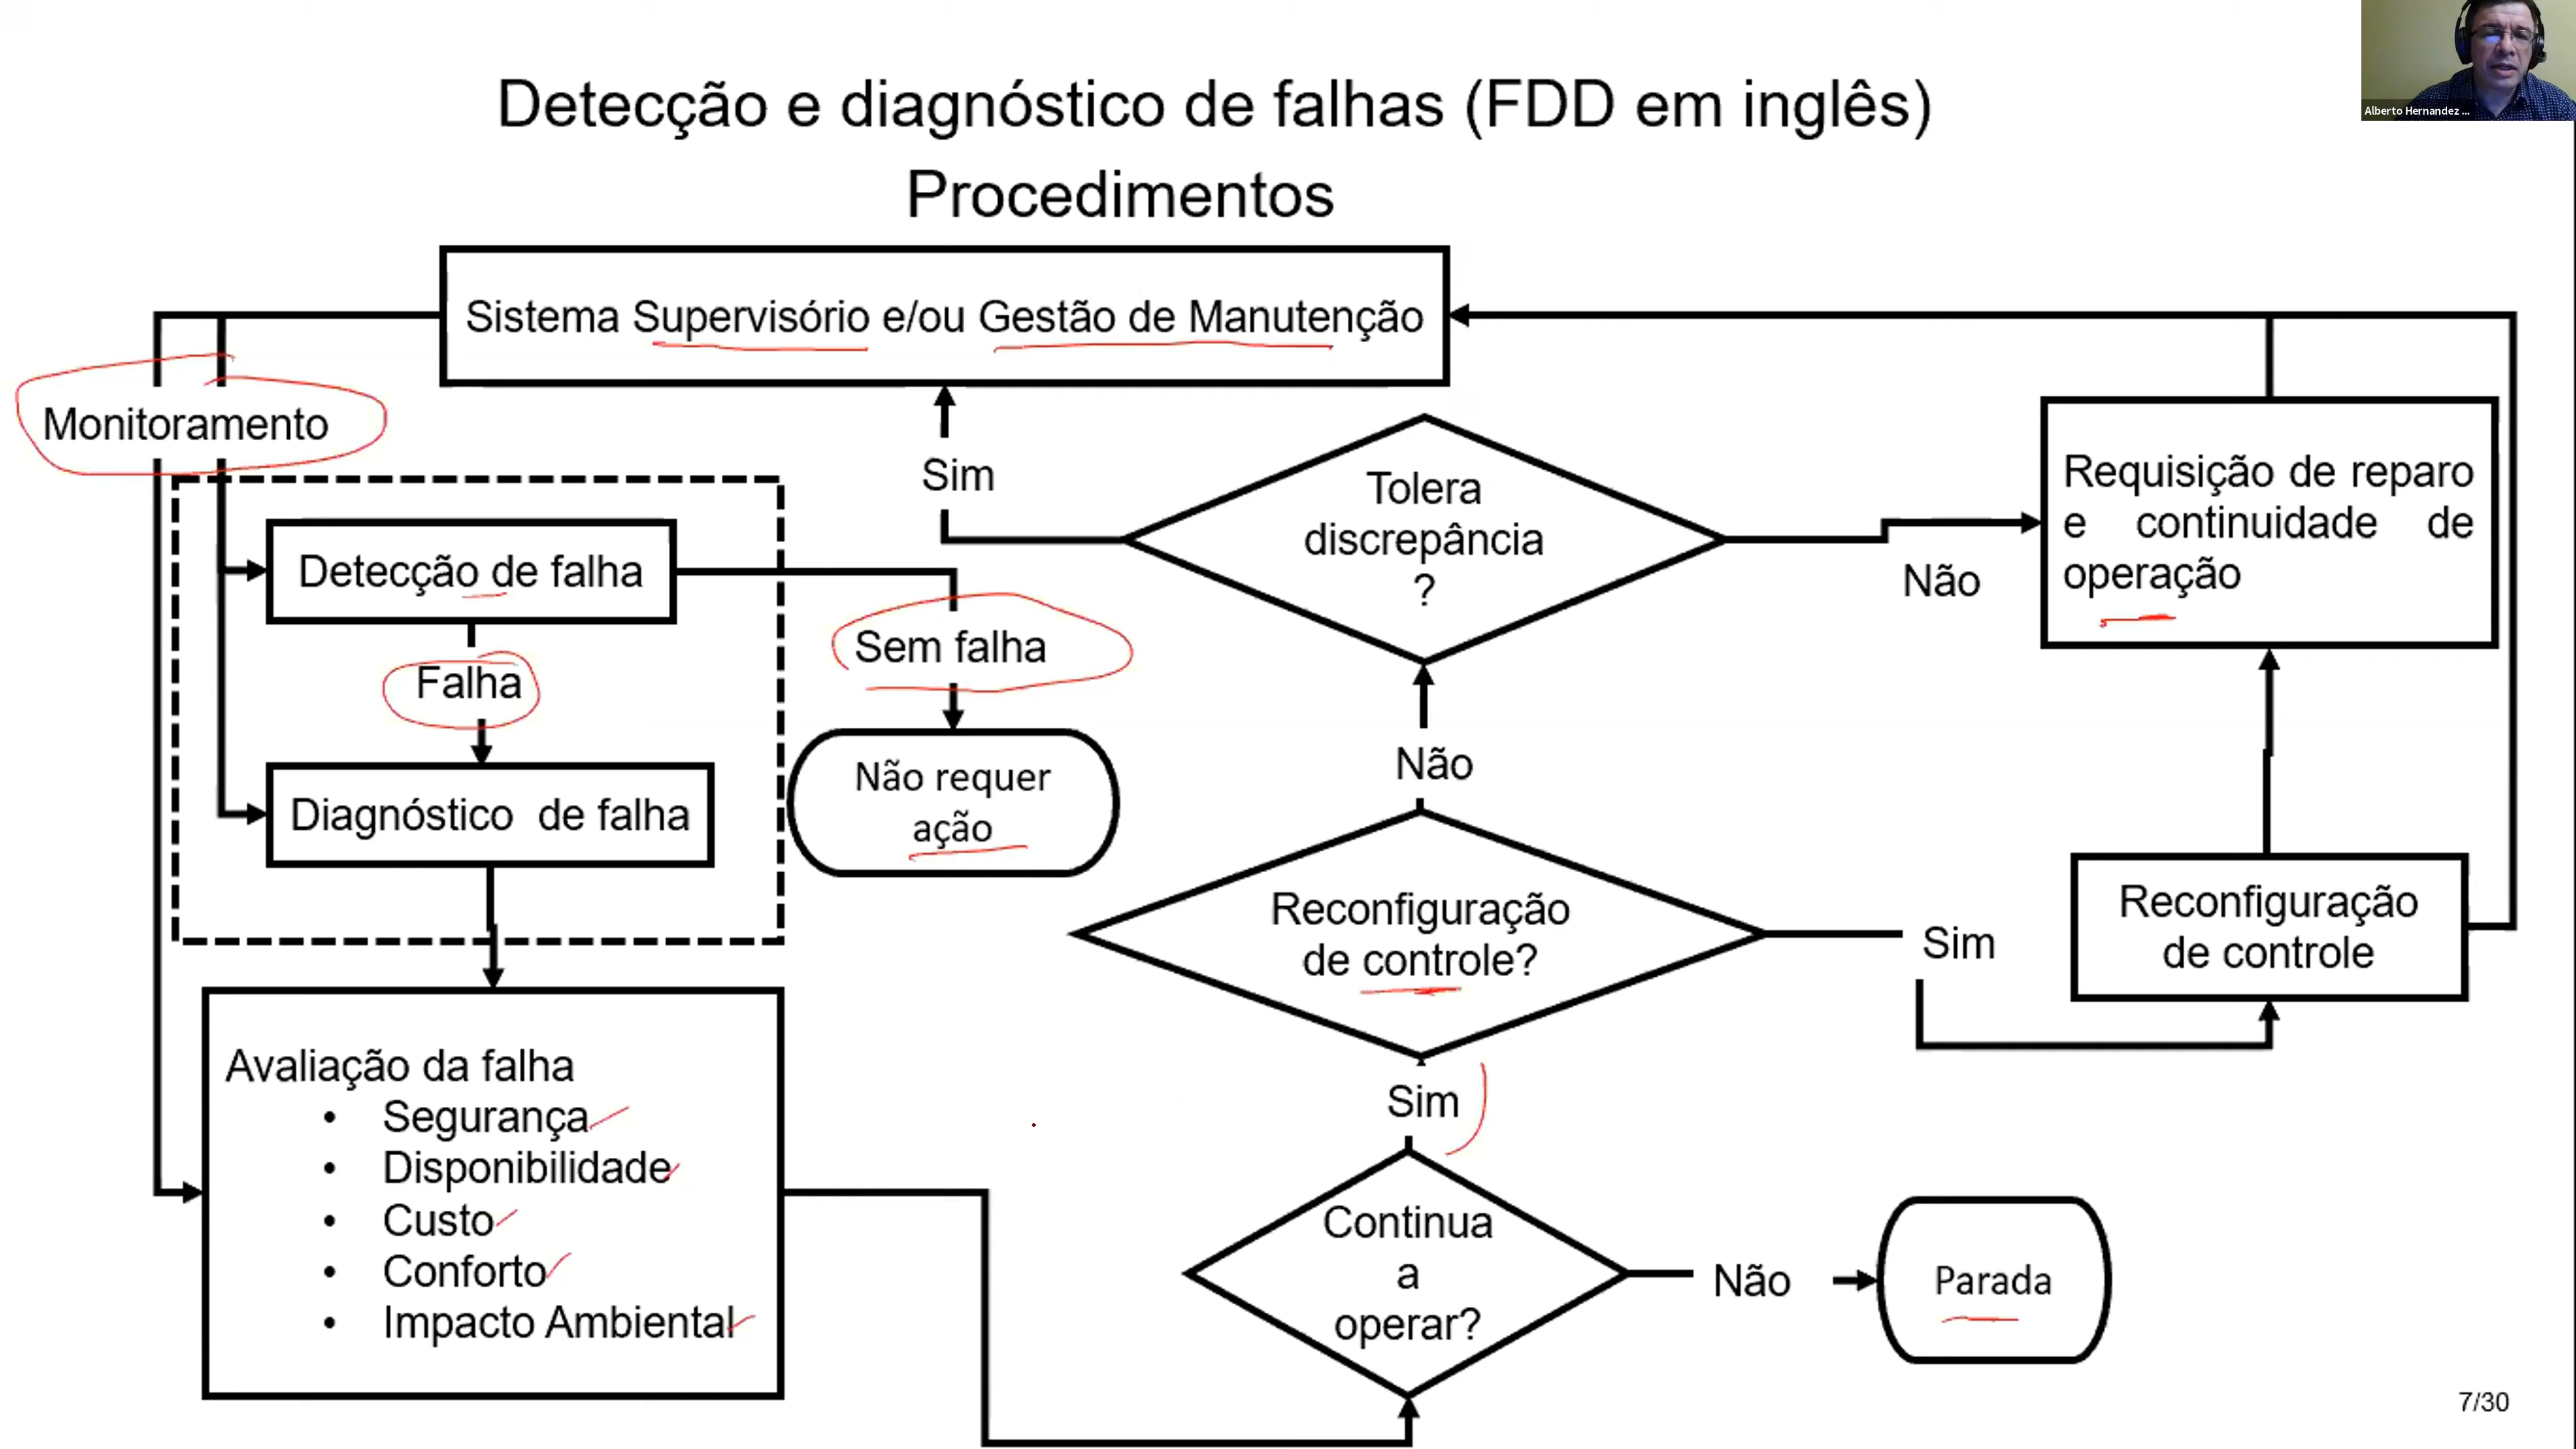 Alberto Hernandez ...
Detecção e diagnóstico de falhas (FDD em inglês)
Procedimentos
Sistema Supervisório e/ou Gestão de Manutenção
Monitoramento
Detecção de falha
Falha
Diagnóstico de falha
Sem falha
Não requer
ação
Avaliação da falha
• Segurança
• Disponibilidade
• Custo
• Conforto
• Impacto Ambiental
Continua
a
operar?
Não
Parada
Sim
Reconfiguração
de controle?
Sim
Reconfiguração
de controle
Não
Tolera
discrepância
?
Sim
Não
Requisição de reparo
e continuidade de
operação
7/30